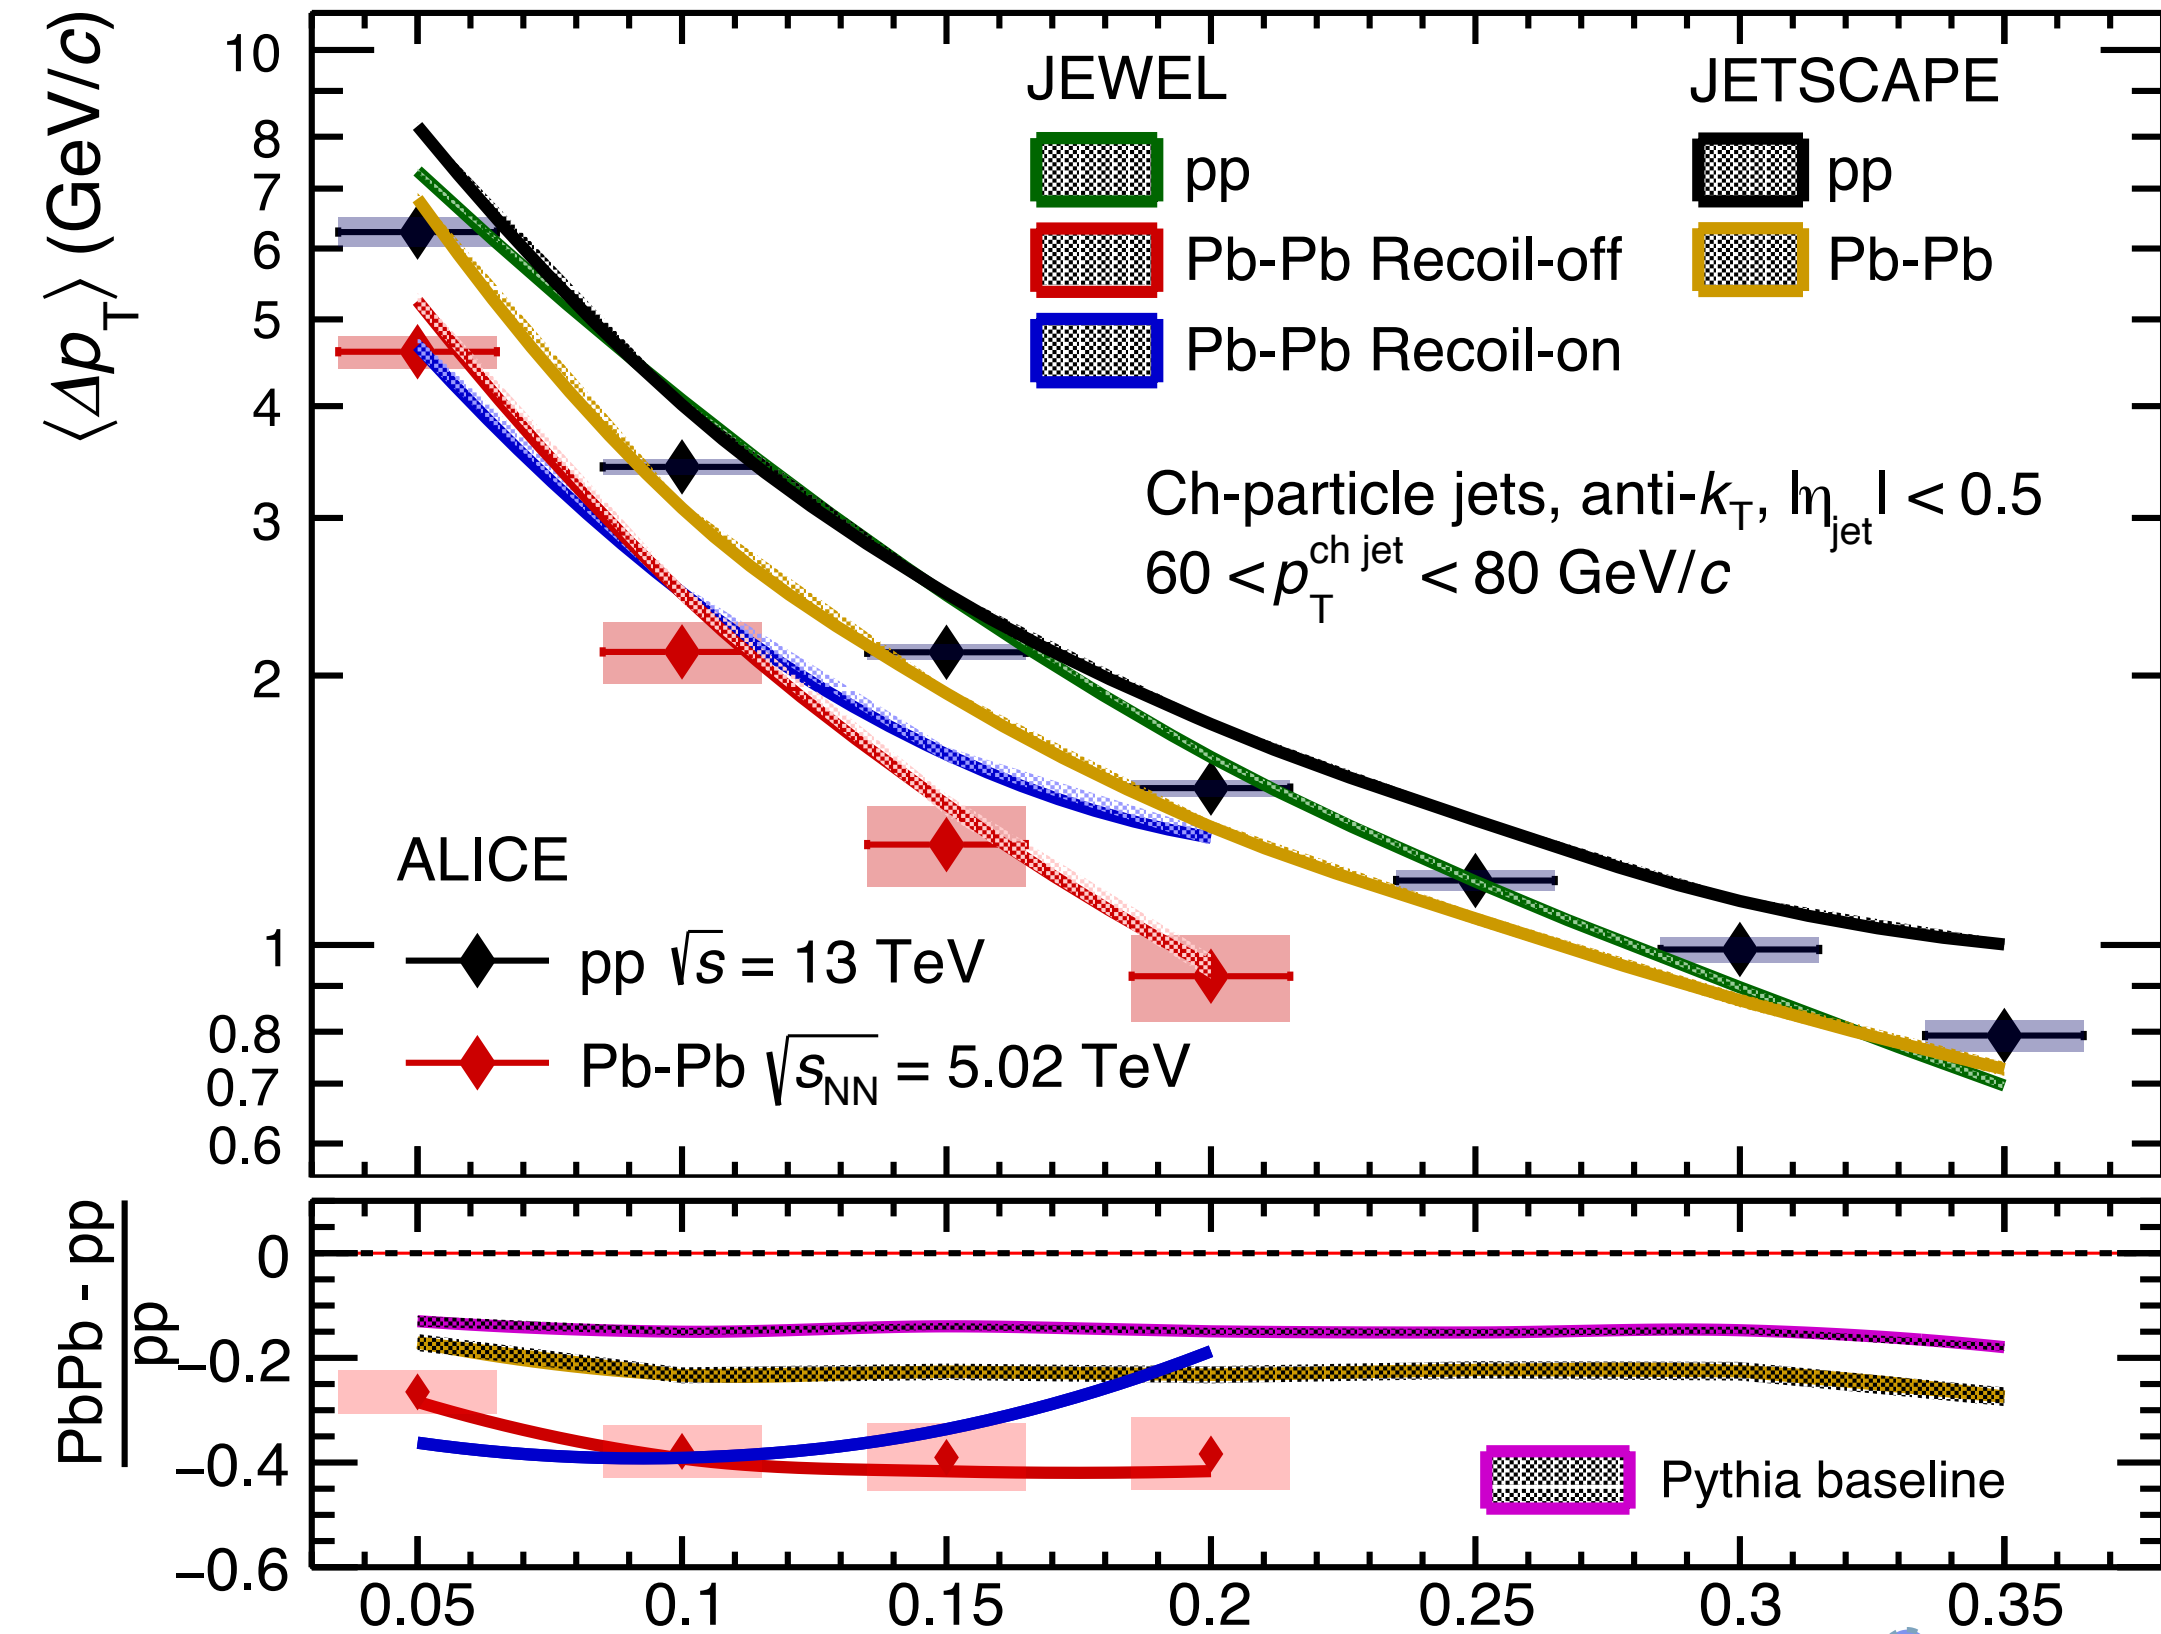 ⟨Δp_T⟩ (GeV/c)
10
8
7
6
5
4
3
2
1
0.8
0.7
0.6
JEWEL
pp
Pb-Pb Recoil-off
Pb-Pb Recoil-on
JETSCAPE
pp
Pb-Pb
Ch-particle jets, anti-k_T, |η_jet| < 0.5
60 < p_T^ch jet < 80 GeV/c
ALICE
pp √s = 13 TeV
Pb-Pb √s_NN = 5.02 TeV
PbPb - pp
pp
0
−0.2
−0.4
−0.6
Pythia baseline
0.05 0.1 0.15 0.2 0.25 0.3 0.35